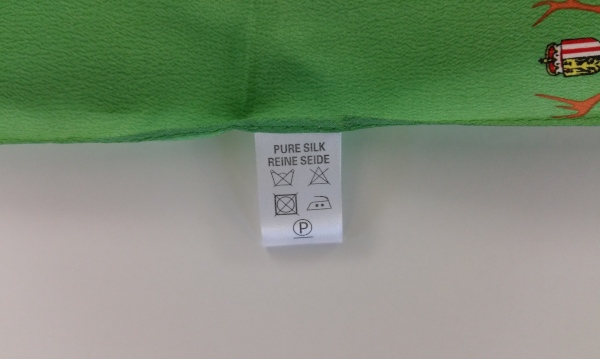 PURE SILK
REINE SEIDE
P